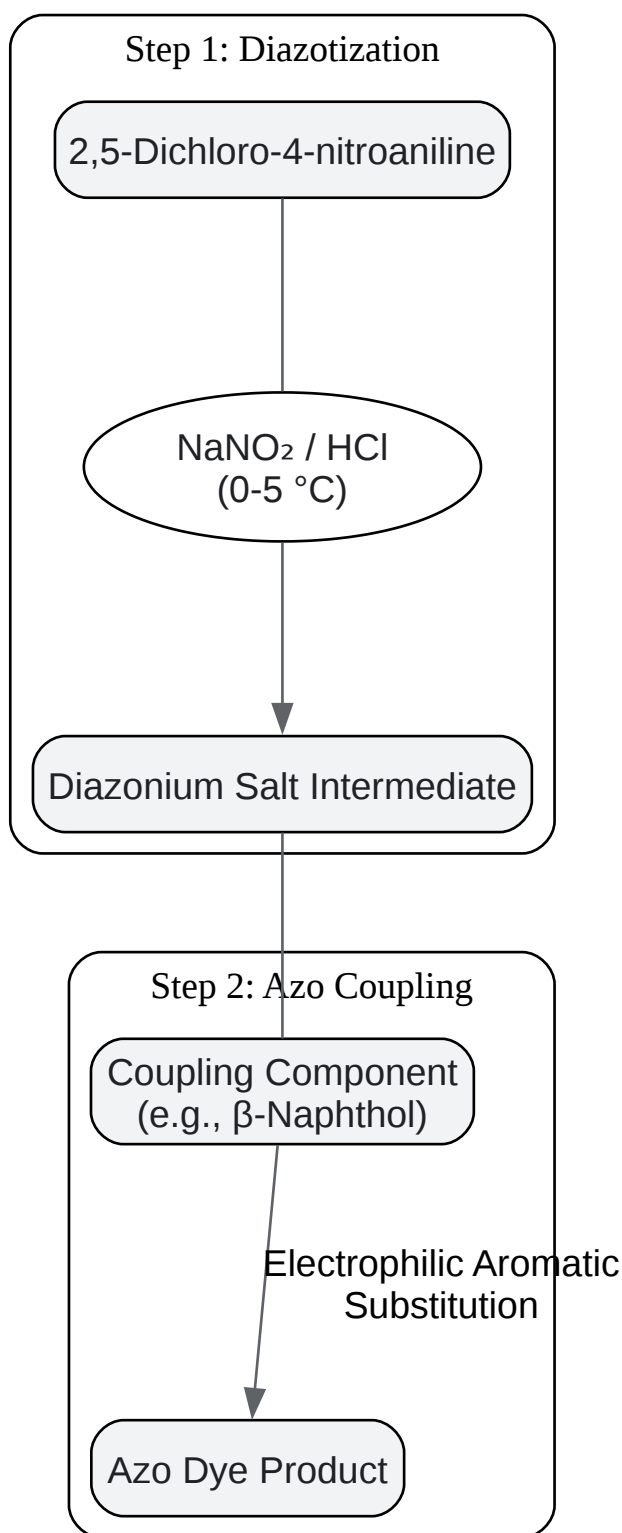 Step 1: Diazotization
2,5-Dichloro-4-nitroaniline
NaNO₂ / HCl
(0-5 °C)
Diazonium Salt Intermediate
Step 2: Azo Coupling
Coupling Component
(e.g., β-Naphthol)
Electrophilic Aromatic
Substitution
Azo Dye Product